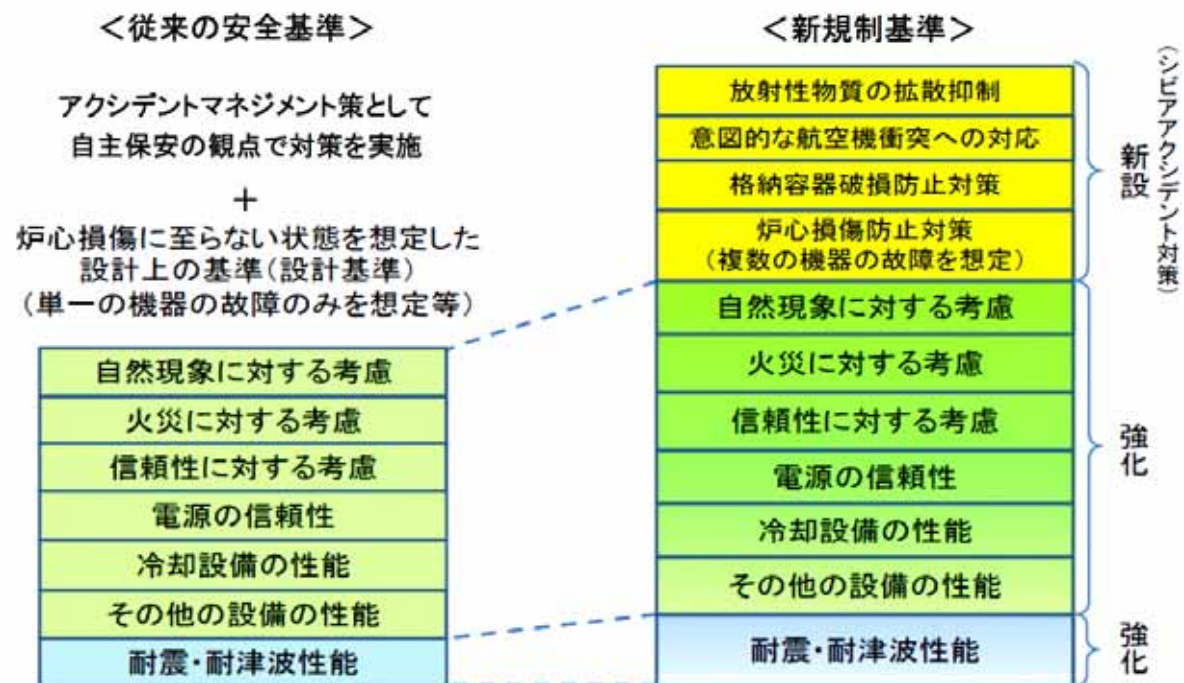 <従来の安全基準>
アクシデントマネジメント策として
自主保安の観点で対策を実施
+
炉心損傷に至らない状態を想定した
設計上の基準(設計基準)
(単一の機器の故障のみを想定等)
自然現象に対する考慮
火災に対する考慮
信頼性に対する考慮
電源の信頼性
冷却設備の性能
その他の設備の性能
耐震・耐津波性能
<新規制基準>
放射性物質の拡散抑制
意図的な航空機衝突への対応
格納容器破損防止対策
炉心損傷防止対策
(複数の機器の故障を想定)
自然現象に対する考慮
火災に対する考慮
信頼性に対する考慮
電源の信頼性
冷却設備の性能
その他の設備の性能
耐震・耐津波性能
新設
(シビアアクシデント対策)
強化
強化